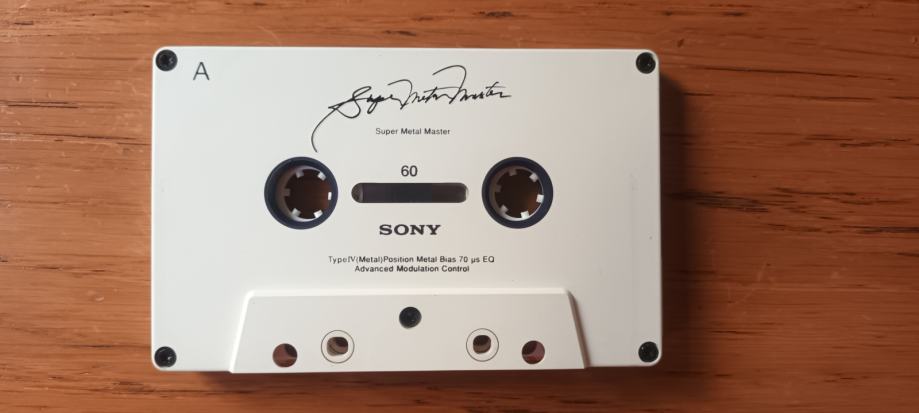 A
Super Metal Master
Super Metal Master
60
SONY
TypeIV(Metal)Position Metal Bias 70 µs EQ
Advanced Modulation Control